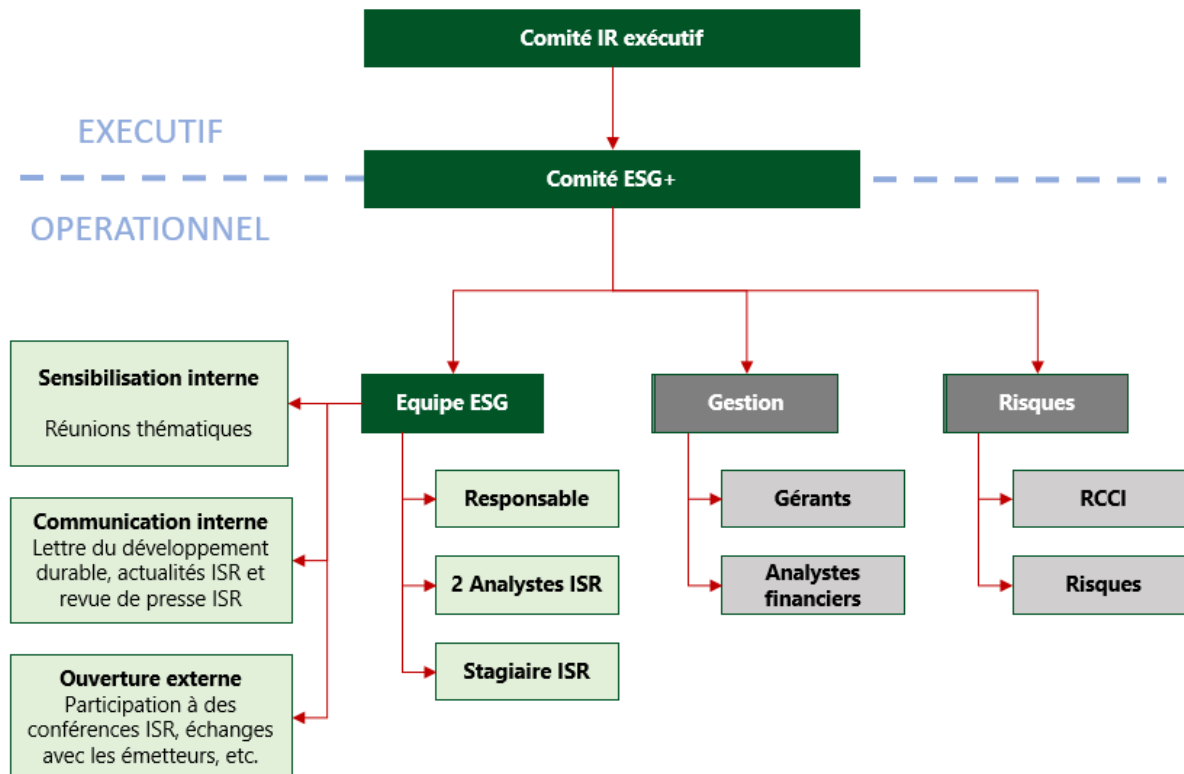 Comité IR exécutif
EXECUTIF
Comité ESG+
OPERATIONNEL
Sensibilisation interne
Réunions thématiques
Communication interne
Lettre du développement
durable, actualités ISR et
revue de presse ISR
Ouverture externe
Participation à des
conférences ISR, échanges
avec les émetteurs, etc.
Equipe ESG
Responsable
2 Analystes ISR
Stagiaire ISR
Gestion
Gérants
Analystes
financiers
Risques
RCCI
Risques